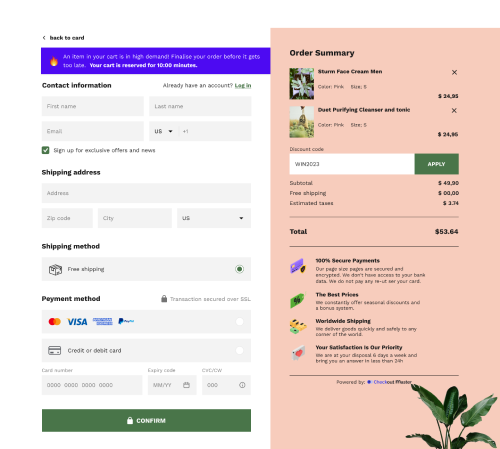 back to card
An item in your cart is in high demand! Finalise your order before it gets
too late. Your cart is reserved for 10:00 minutes.
Contact information
Already have an account? Log in
First name
Last name
Email
US
+1
Sign up for exclusive offers and news
Shipping address
Address
Zip code
City
US
Shipping method
Free shipping
Payment method
Transaction secured over SSL
VISA
AMERICAN EXPRESS
PayPal
Credit or debit card
Card number
Expiry code
CVC/CW
0000 0000 0000 0000
MM/YY
000
CONFIRM
Order Summary
Sturm Face Cream Men
Color: Pink Size; S
$ 24,95
Duet Purifying Cleanser and tonic
Color: Pink Size; S
$ 24,95
Discount code
WIN2023
APPLY
Subtotal
$ 49,90
Free shipping
$ 00,00
Estimated taxes
$ 3.74
Total
$53.64
100% Secure Payments
Our page size pages are secured and
encrypted. We don't have access to your bank
data. We do not pay any re-ut ser your card.
The Best Prices
We constantly offer seasonal discounts and
a bonus system.
Worldwide Shipping
We deliver goods quickly and safely to any
corner of the world.
Your Satisfaction Is Our Priority
We are at your disposal 6 days a week and
bring you an answer in less than 24h
Powered by: Checkout